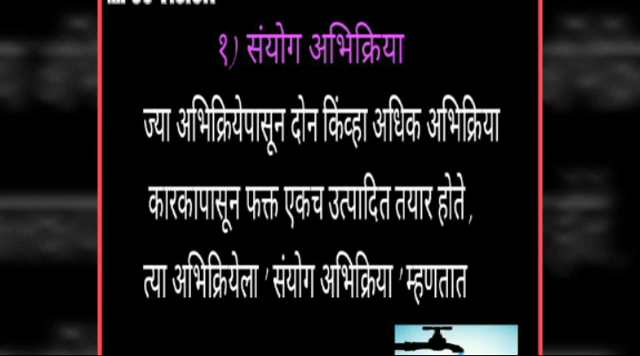 १) संयोग अभिक्रिया
ज्या अभिक्रियेपासून दोन किंव्हा अधिक अभिक्रिया
कारकापासून फक्त एकच उत्पादित तयार होते ,
त्या अभिक्रियेला ' संयोग अभिक्रिया ' म्हणतात